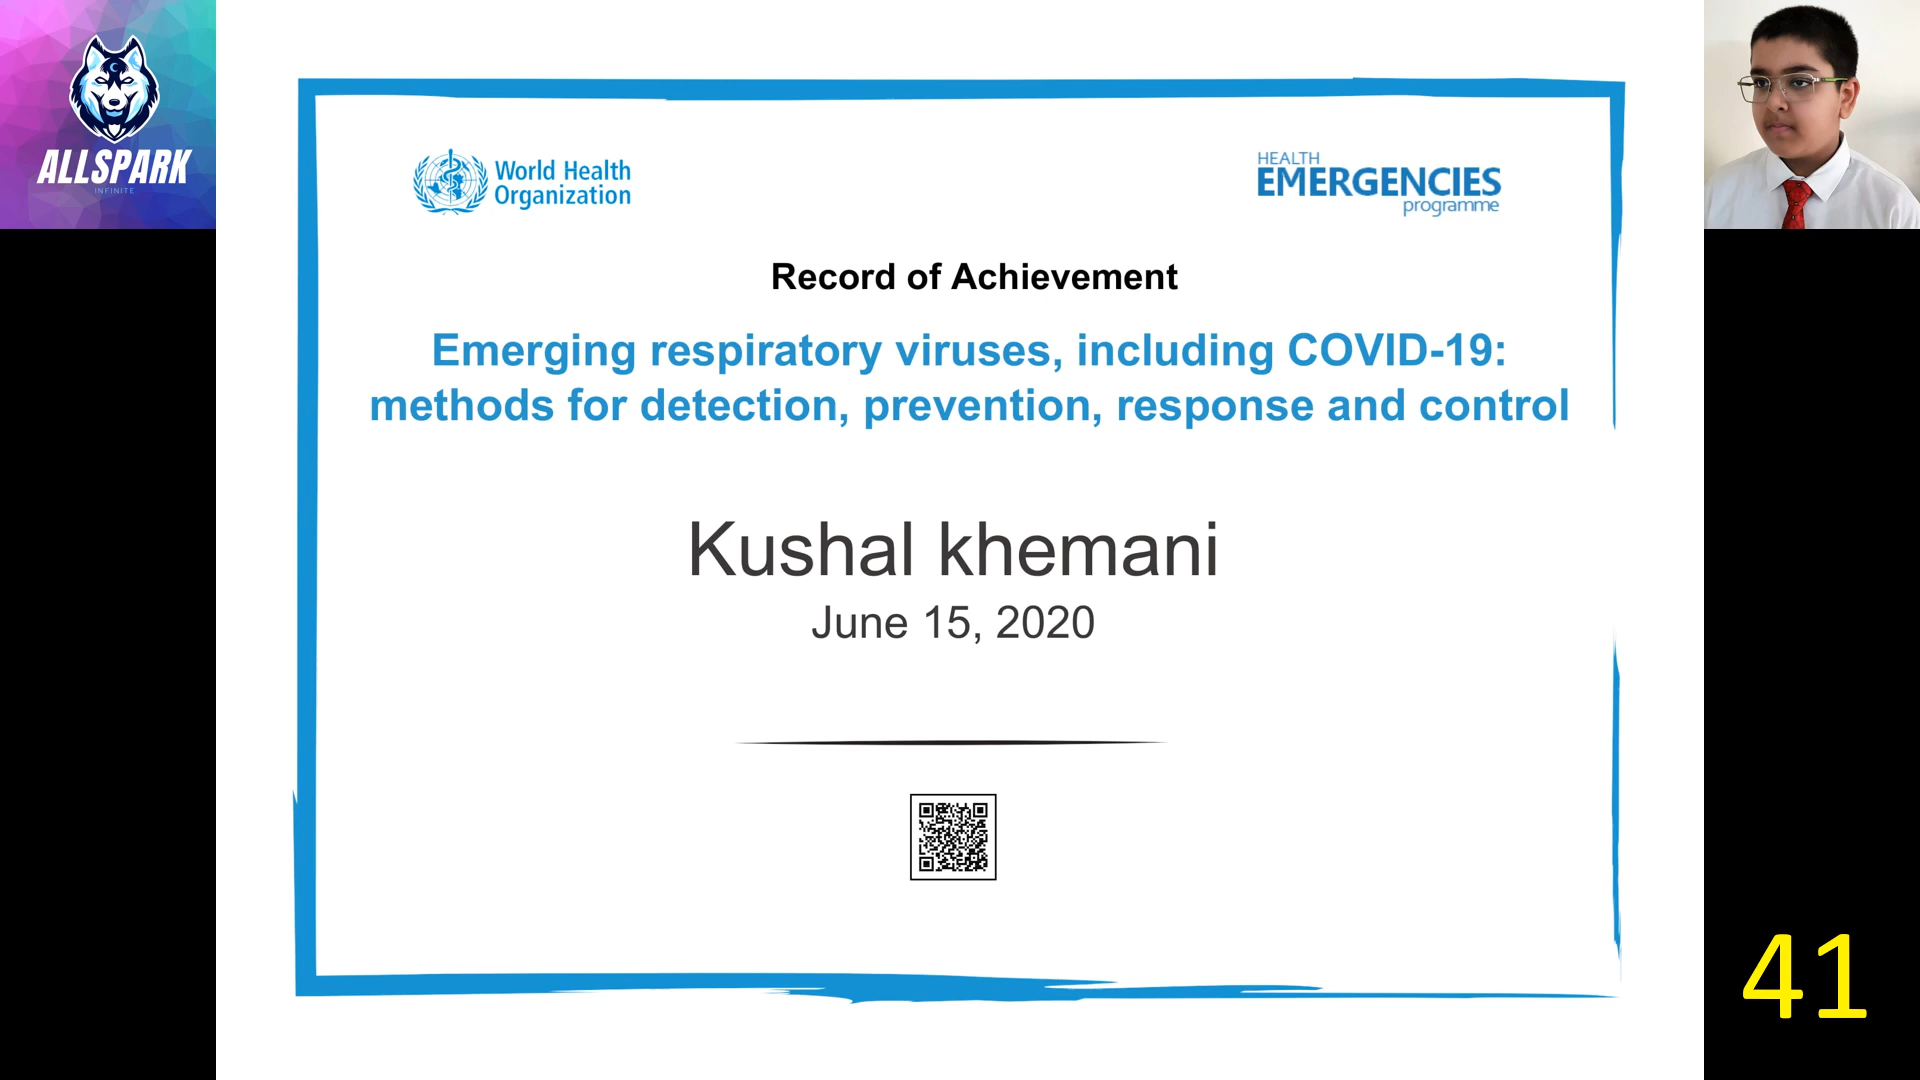 ALLSPARK
INFINITE
World Health
Organization
HEALTH
EMERGENCIES
programme
Record of Achievement
Emerging respiratory viruses, including COVID-19:
methods for detection, prevention, response and control
Kushal khemani
June 15, 2020
41